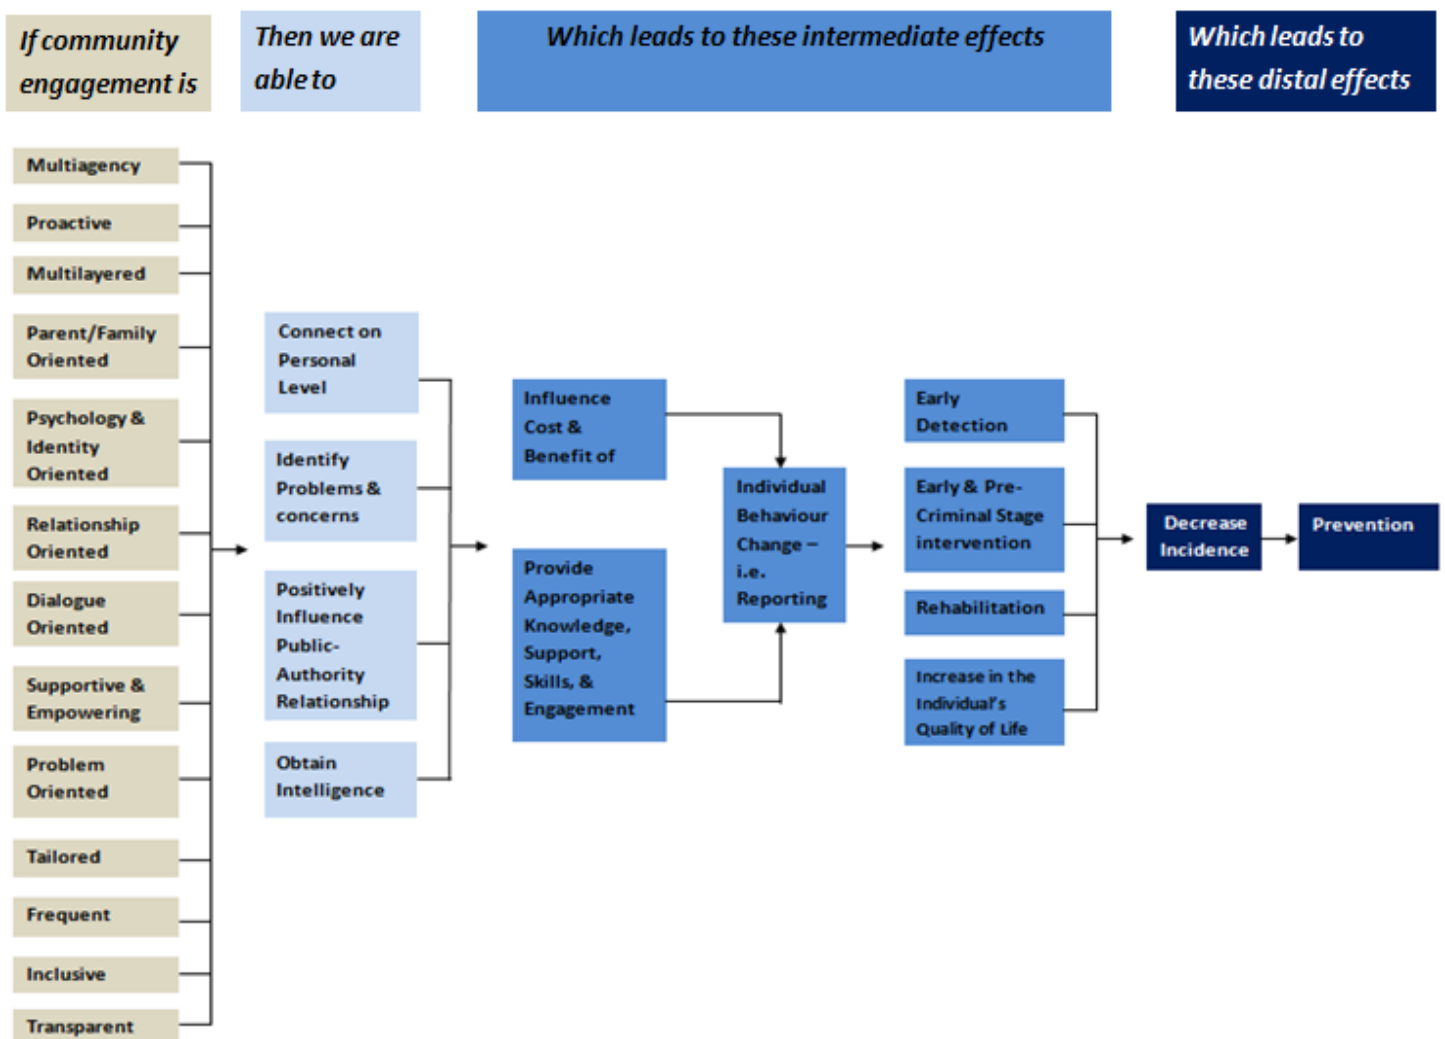 If community
engagement is
Then we are
able to
Which leads to these intermediate effects
Which leads to
these distal effects
Multiagency
Proactive
Multilayered
Parent/Family
Oriented
Psychology &
Identity
Oriented
Relationship
Oriented
Dialogue
Oriented
Supportive &
Empowering
Problem
Oriented
Tailored
Frequent
Inclusive
Transparent
Connect on
Personal
Level
Identify
Problems &
concerns
Positively
Influence
Public-
Authority
Relationship
Obtain
Intelligence
Influence
Cost &
Benefit of
Provide
Appropriate
Knowledge,
Support,
Skills, &
Engagement
Individual
Behaviour
Change –
i.e.
Reporting
Early
Detection
Early & Pre-
Criminal Stage
intervention
Rehabilitation
Increase in the
Individual's
Quality of Life
Decrease
Incidence
Prevention